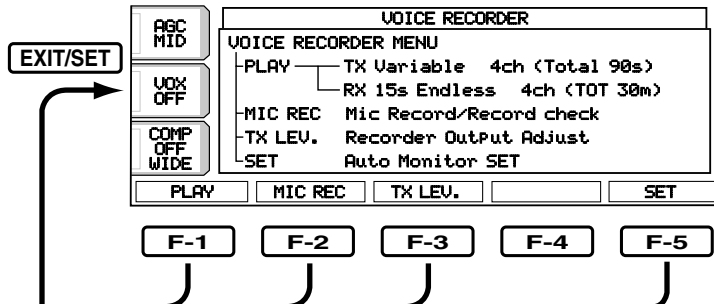 VOICE RECORDER
AGC
MID
VOICE RECORDER MENU
EXIT/SET
PLAY TX Variable 4ch (Total 90s)
RX 15s Endless 4ch (TOT 30m)
VOX
OFF
MIC REC Mic Record/Record check
COMP
OFF
WIDE
TX LEV. Recorder Output Adjust
SET Auto Monitor SET
PLAY MIC REC TX LEV. SET
F-1 F-2 F-3 F-4 F-5